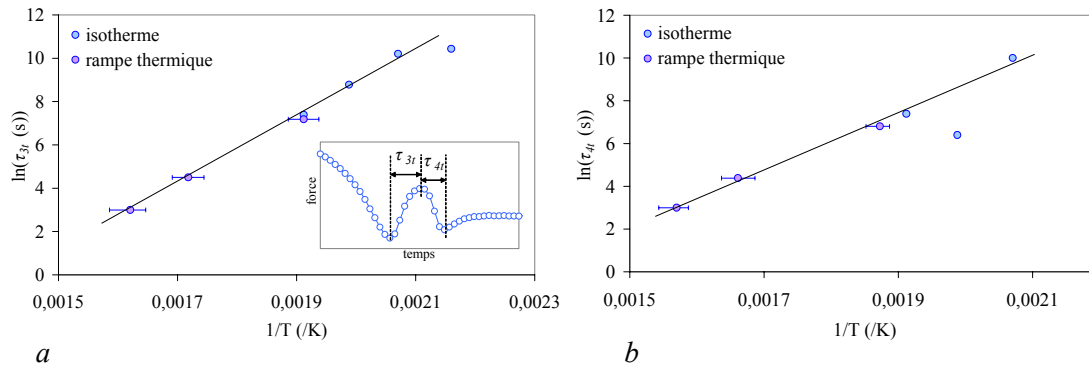 12
10
8
6
4
2
0
ln(τ3t (s))
isotherme
rampe thermique
τ 3t
τ 4t
force
temps
0,0015
0,0017
0,0019
0,0021
0,0023
1/T (/K)
a
12
10
8
6
4
2
0
ln(τ4t (s))
isotherme
rampe thermique
0,0015
0,0017
0,0019
0,0021
1/T (/K)
b